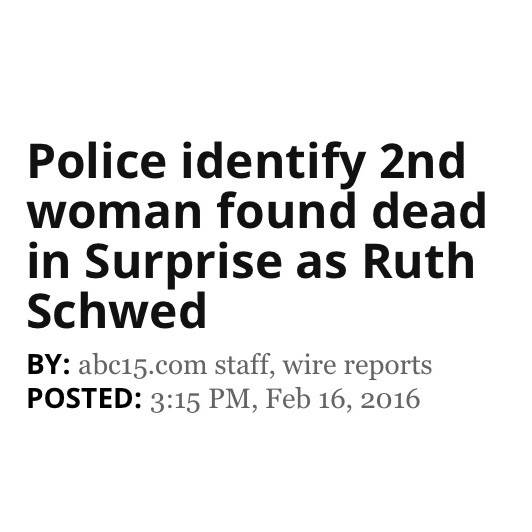 Police identify 2nd
woman found dead
in Surprise as Ruth
Schwed
BY: abc15.com staff, wire reports
POSTED: 3:15 PM, Feb 16, 2016